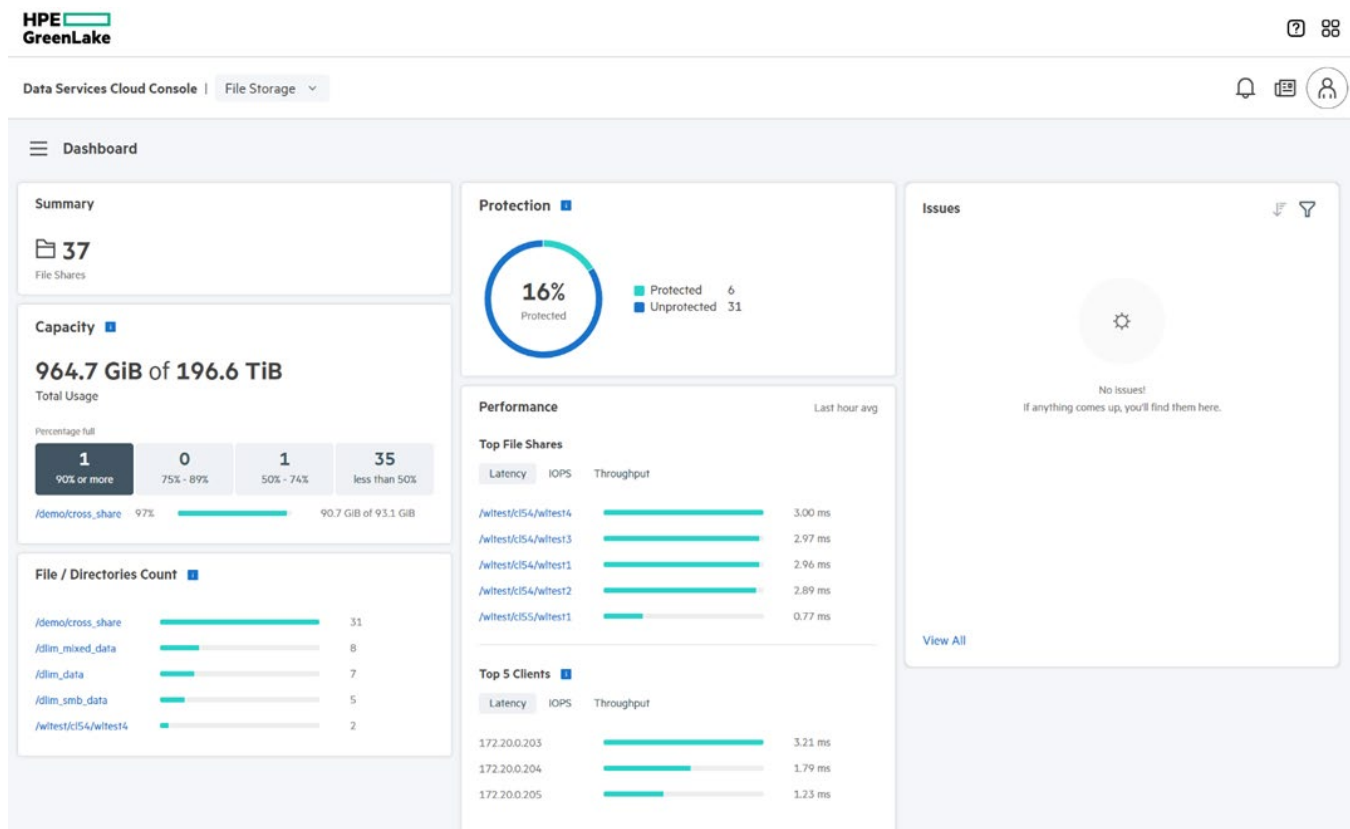 HPE
GreenLake
Data Services Cloud Console | File Storage
Dashboard
Summary
37
File Shares
Capacity
964.7 GiB of 196.6 TiB
Total Usage
Percentage full
1 0 1 35
90% or more 75% - 89% 50% - 74% less than 50%
/demo/cross_share 97% 90.7 GiB of 93.1 GiB
File / Directories Count
/demo/cross_share 31
/dlim_mixed_data 8
/dlim_data 7
/dlim_smb_data 5
/wltest/cl54/wltest4 2
Protection
16%
Protected
Protected 6
Unprotected 31
Performance Last hour avg
Top File Shares
Latency IOPS Throughput
/wltest/cl54/wltest4 3.00 ms
/wltest/cl54/wltest3 2.97 ms
/wltest/cl54/wltest1 2.96 ms
/wltest/cl54/wltest2 2.89 ms
/wltest/cl55/wltest1 0.77 ms
Top 5 Clients
Latency IOPS Throughput
172.20.0.203 3.21 ms
172.20.0.204 1.79 ms
172.20.0.205 1.23 ms
Issues
No issues!
If anything comes up, you'll find them here.
View All